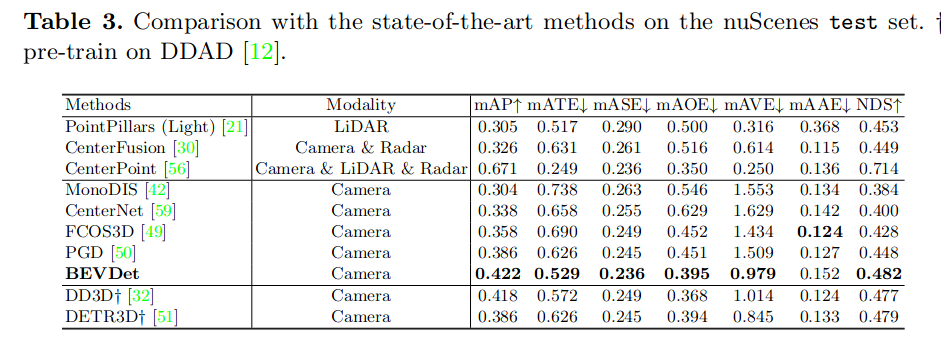 Table 3. Comparison with the state-of-the-art methods on the nuScenes test set. †
pre-train on DDAD [12].
Methods Modality mAP↑ mATE↓ mASE↓ mAOE↓ mAVE↓ mAAE↓ NDS↑
PointPillars (Light) [21] LiDAR 0.305 0.517 0.290 0.500 0.316 0.368 0.453
CenterFusion [30] Camera & Radar 0.326 0.631 0.261 0.516 0.614 0.115 0.449
CenterPoint [56] Camera & LiDAR & Radar 0.671 0.249 0.236 0.350 0.250 0.136 0.714
MonoDIS [42] Camera 0.304 0.738 0.263 0.546 1.553 0.134 0.384
CenterNet [59] Camera 0.338 0.658 0.255 0.629 1.629 0.142 0.400
FCOS3D [49] Camera 0.358 0.690 0.249 0.452 1.434 0.124 0.428
PGD [50] Camera 0.386 0.626 0.245 0.451 1.509 0.127 0.448
BEVDet Camera 0.422 0.529 0.236 0.395 0.979 0.152 0.482
DD3D† [32] Camera 0.418 0.572 0.249 0.368 1.014 0.124 0.477
DETR3D† [51] Camera 0.386 0.626 0.245 0.394 0.845 0.133 0.479